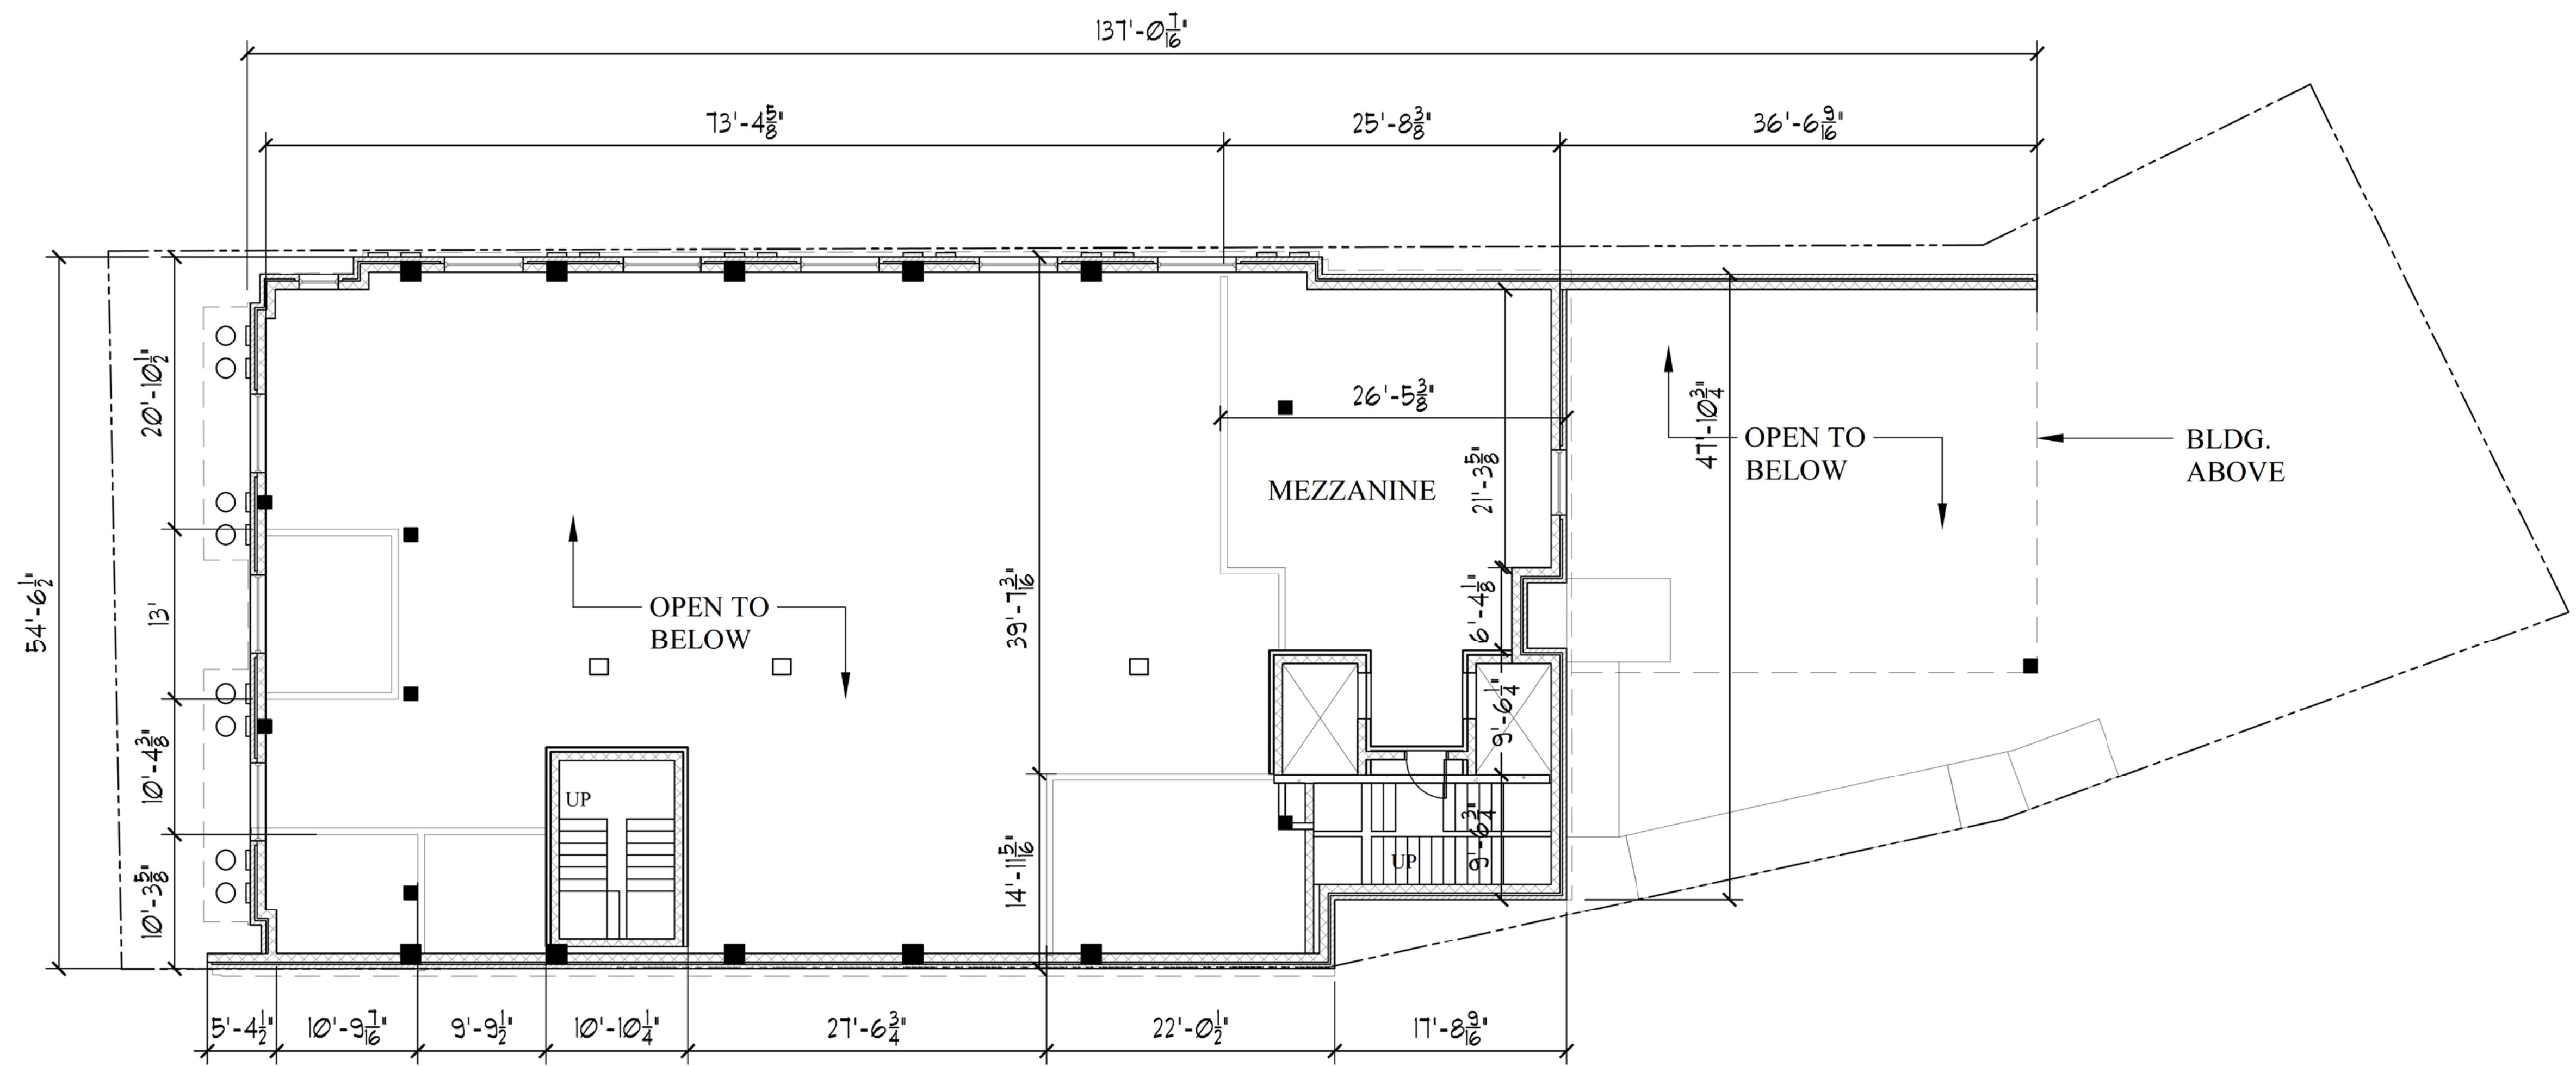 137'-0 7/16"
73'-4 5/8"
25'-8 3/8"
36'-6 9/16"
20'-10 1/2"
26'-5 3/8"
47'-10 3/4"
OPEN TO
BELOW
BLDG.
ABOVE
MEZZANINE
21'-3 5/8"
54'-6 1/2"
13'
OPEN TO
BELOW
39'-7 3/16"
6'-4 1/8"
9'-6 1/4"
10'-4 3/8"
UP
9'-6 3/4"
UP
14'-11 5/16"
10'-3 5/8"
5'-4 1/2"
10'-9 7/16"
9'-9 1/2"
10'-10 1/4"
27'-6 3/4"
22'-0 1/2"
17'-8 9/16"